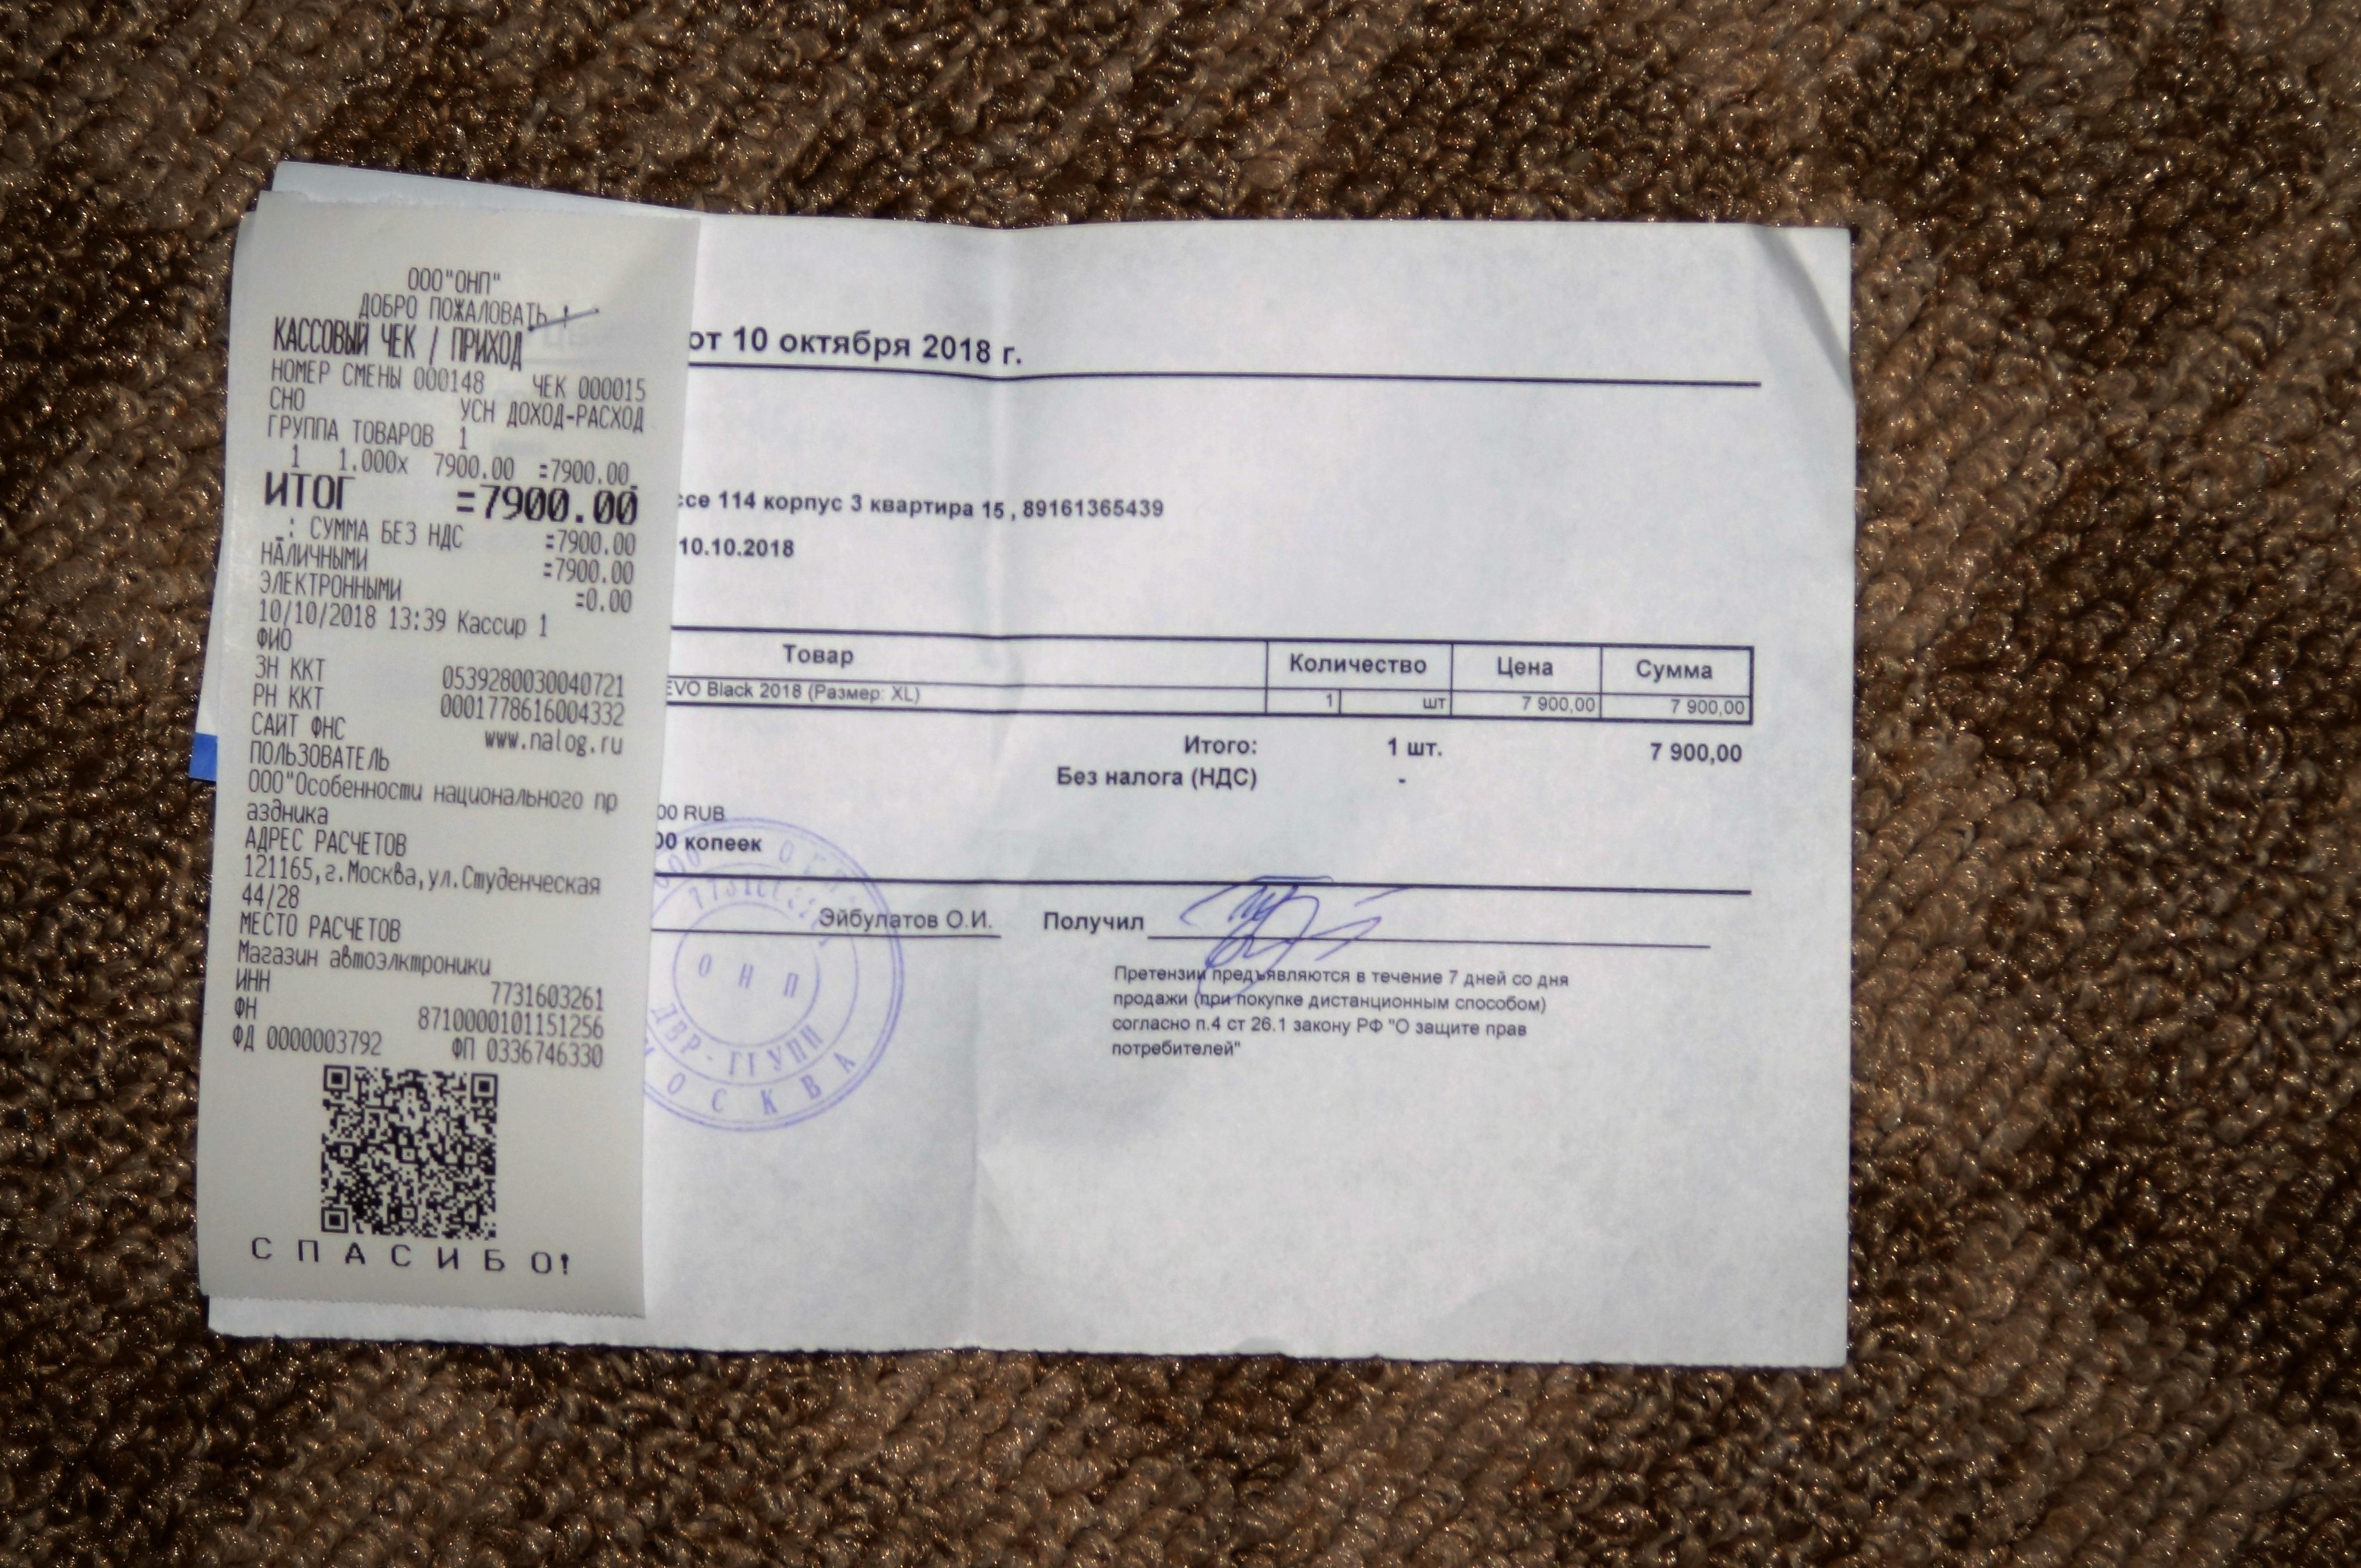 ООО"ОНП"
ДОБРО ПОЖАЛОВАТЬ !
КАССОВЫЙ ЧЕК / ПРИХОД
НОМЕР СМЕНЫ 000148 ЧЕК 000015
СНО УСН ДОХОД-РАСХОД
ГРУППА ТОВАРОВ 1
1 1.000х 7900.00 =7900.00
ИТОГ =7900.00
_: СУММА БЕЗ НДС =7900.00
НАЛИЧНЫМИ =7900.00
ЭЛЕКТРОННЫМИ =0.00
10/10/2018 13:39 Кассир 1
ФИО
ЗН ККТ 0539280030040721
РН ККТ 0001778616004332
САЙТ ФНС www.nalog.ru
ПОЛЬЗОВАТЕЛЬ
ООО"Особенности национального пр
аздника
АДРЕС РАСЧЕТОВ
121165,г.Москва,ул.Студенческая
44/28
МЕСТО РАСЧЕТОВ
Магазин автоэлктроники
ИНН 7731603261
ФН 8710000101151256
ФД 0000003792 ФП 0336746330
СПАСИБО!
от 10 октября 2018 г.
ссе 114 корпус 3 квартира 15 , 89161365439
10.10.2018
Товар Количество Цена Сумма
EVO Black 2018 (Размер: XL) 1 шт 7 900,00 7 900,00
Итого: 1 шт. 7 900,00
Без налога (НДС) -
00 RUB
00 копеек
Эйбулатов О.И. Получил
Претензии предъявляются в течение 7 дней со дня
продажи (при покупке дистанционным способом)
согласно п.4 ст 26.1 закону РФ "О защите прав
потребителей"
ОНП
МОСКВА